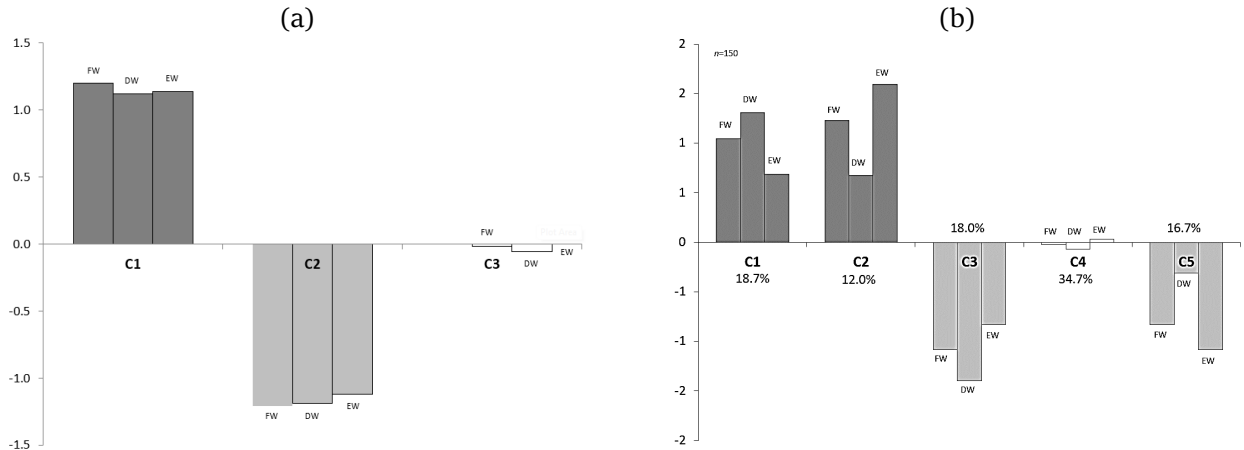 (a)
1.5
1.0
0.5
0.0
-0.5
-1.0
-1.5
FW
DW
EW
C1
C2
FW
DW
EW
FW
C3
DW
EW
(b)
2
2
1
1
0
-1
-1
-2
-2
n=150
FW
DW
EW
C1
18.7%
FW
DW
EW
C2
12.0%
18.0%
C3
FW
DW
EW
FW
DW
EW
C4
34.7%
16.7%
C5
DW
FW
EW